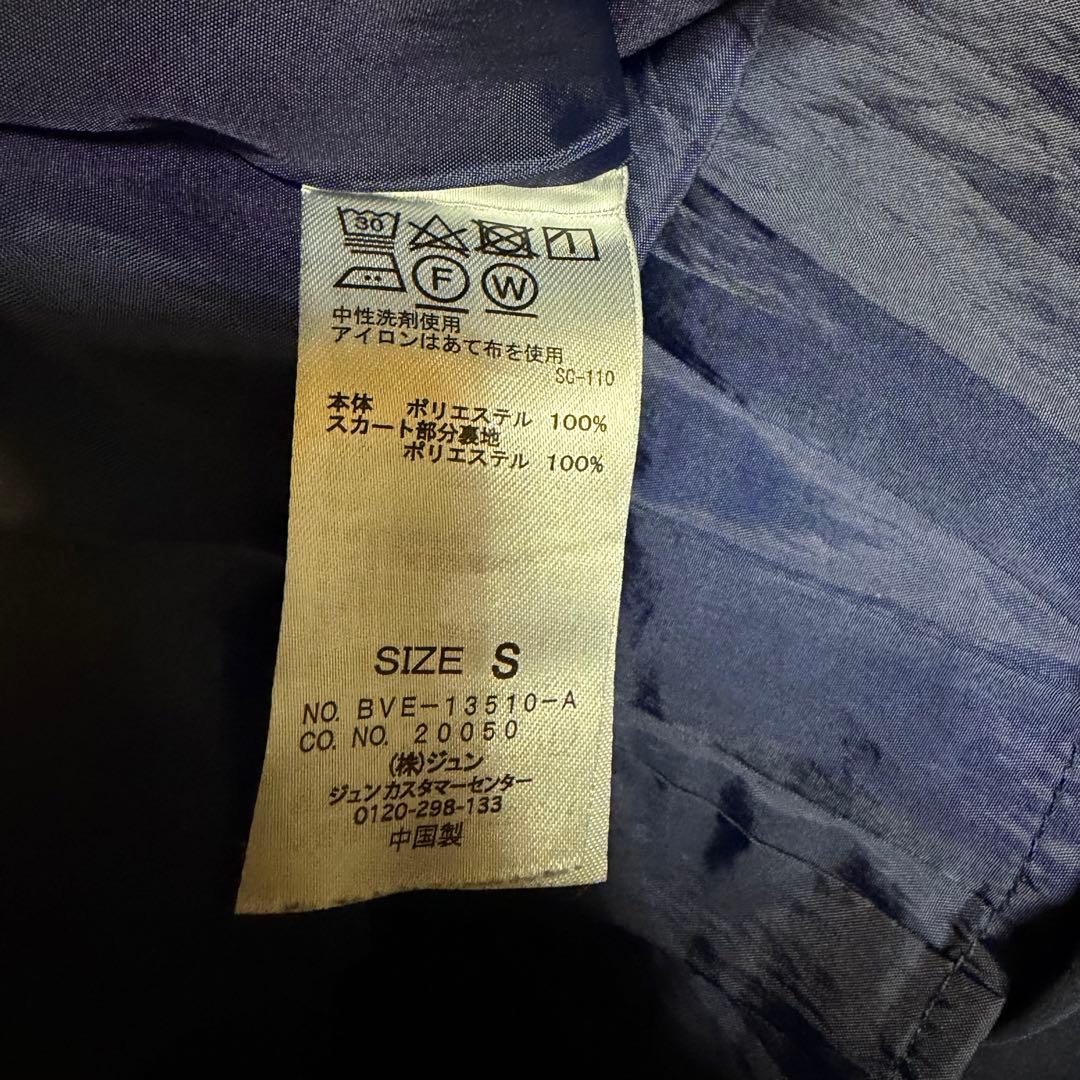 30
F W
中性洗剤使用
アイロンはあて布を使用
SG-110
本体 ポリエステル 100%
スカート部分裏地
ポリエステル 100%
SIZE S
NO. BVE-13510-A
CO. NO. 20050
(株)ジュン
ジュンカスタマーセンター
0120-298-133
中国製